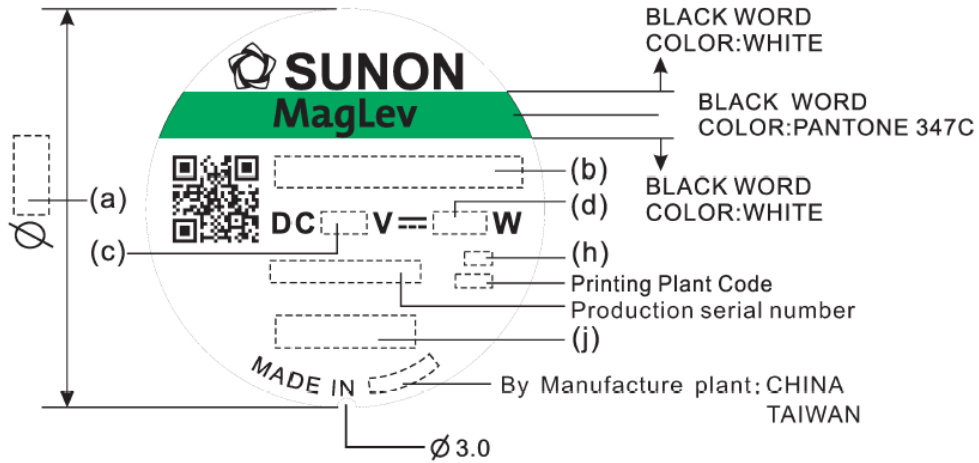 BLACK WORD
COLOR:WHITE
SUNON
MagLev
BLACK WORD
COLOR:PANTONE 347C
(a)
(b)
BLACK WORD
COLOR:WHITE
(d)
DC V⎓ W
(c)
(h)
Printing Plant Code
Production serial number
(j)
MADE IN
By Manufacture plant: CHINA
TAIWAN
Ø
Ø3.0